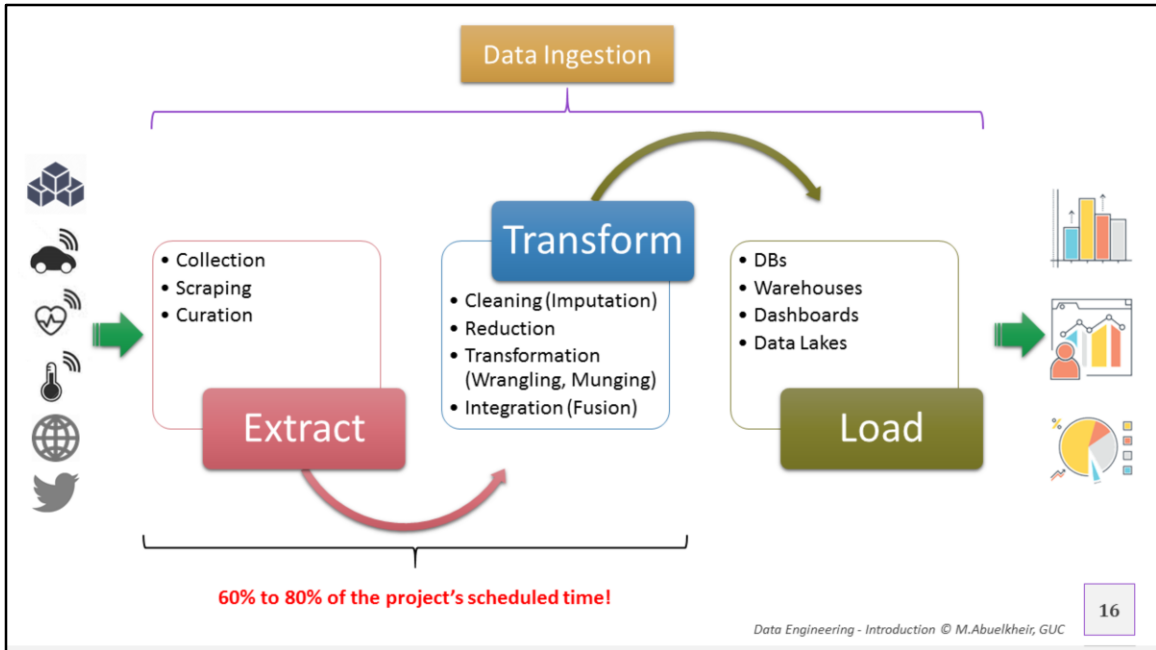 Data Ingestion
• Collection
• Scraping
• Curation
Extract
Transform
• Cleaning (Imputation)
• Reduction
• Transformation
(Wrangling, Munging)
• Integration (Fusion)
• DBs
• Warehouses
• Dashboards
• Data Lakes
Load
%
60% to 80% of the project's scheduled time!
Data Engineering - Introduction © M.Abuelkheir, GUC
16